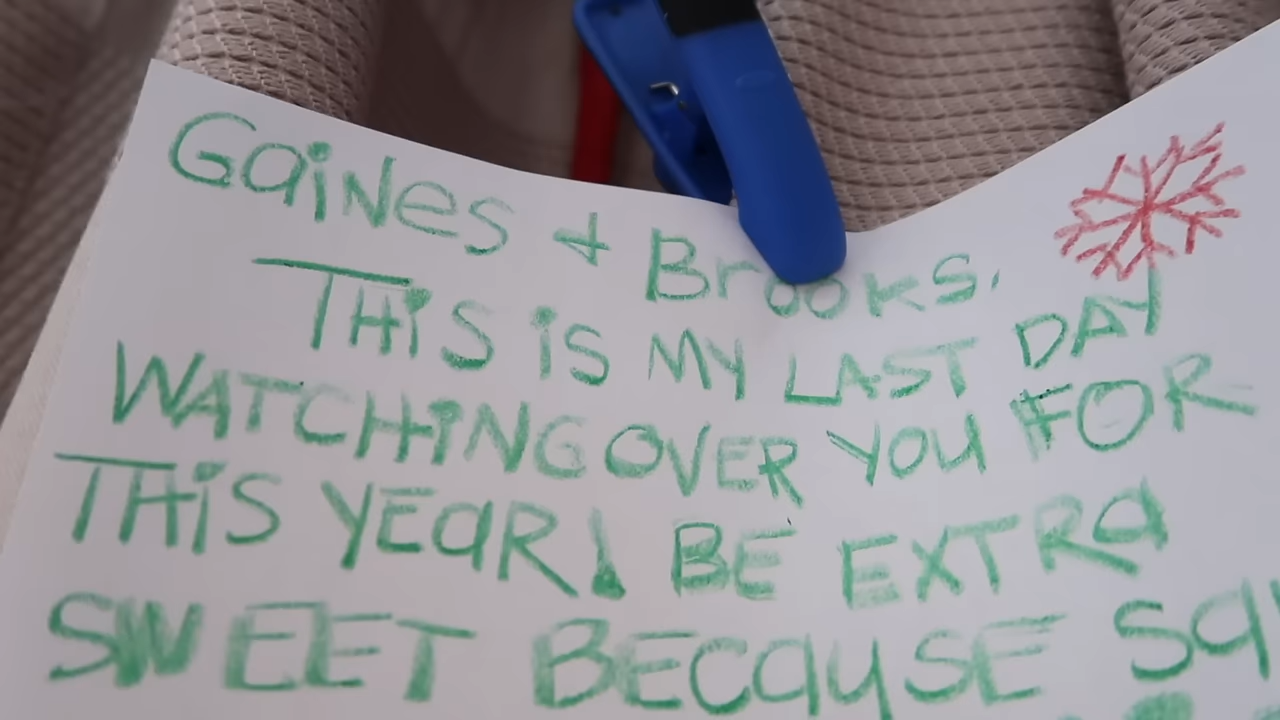 Gaines + Brooks,
THiS iS MY LAST DAY
WATCHiNG OVER YOU FOR
THiS YEaR! BE EXTRa
SWEET BECauSE